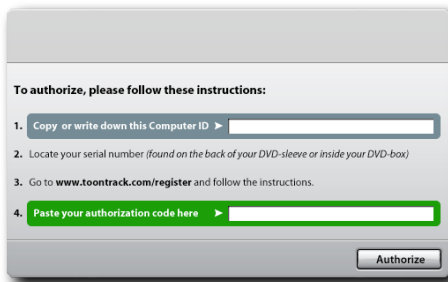 To authorize, please follow these instructions:
1. Copy or write down this Computer ID ➤
2. Locate your serial number (found on the back of your DVD-sleeve or inside your DVD-box)
3. Go to www.toontrack.com/register and follow the instructions.
4. Paste your authorization code here ➤
Authorize